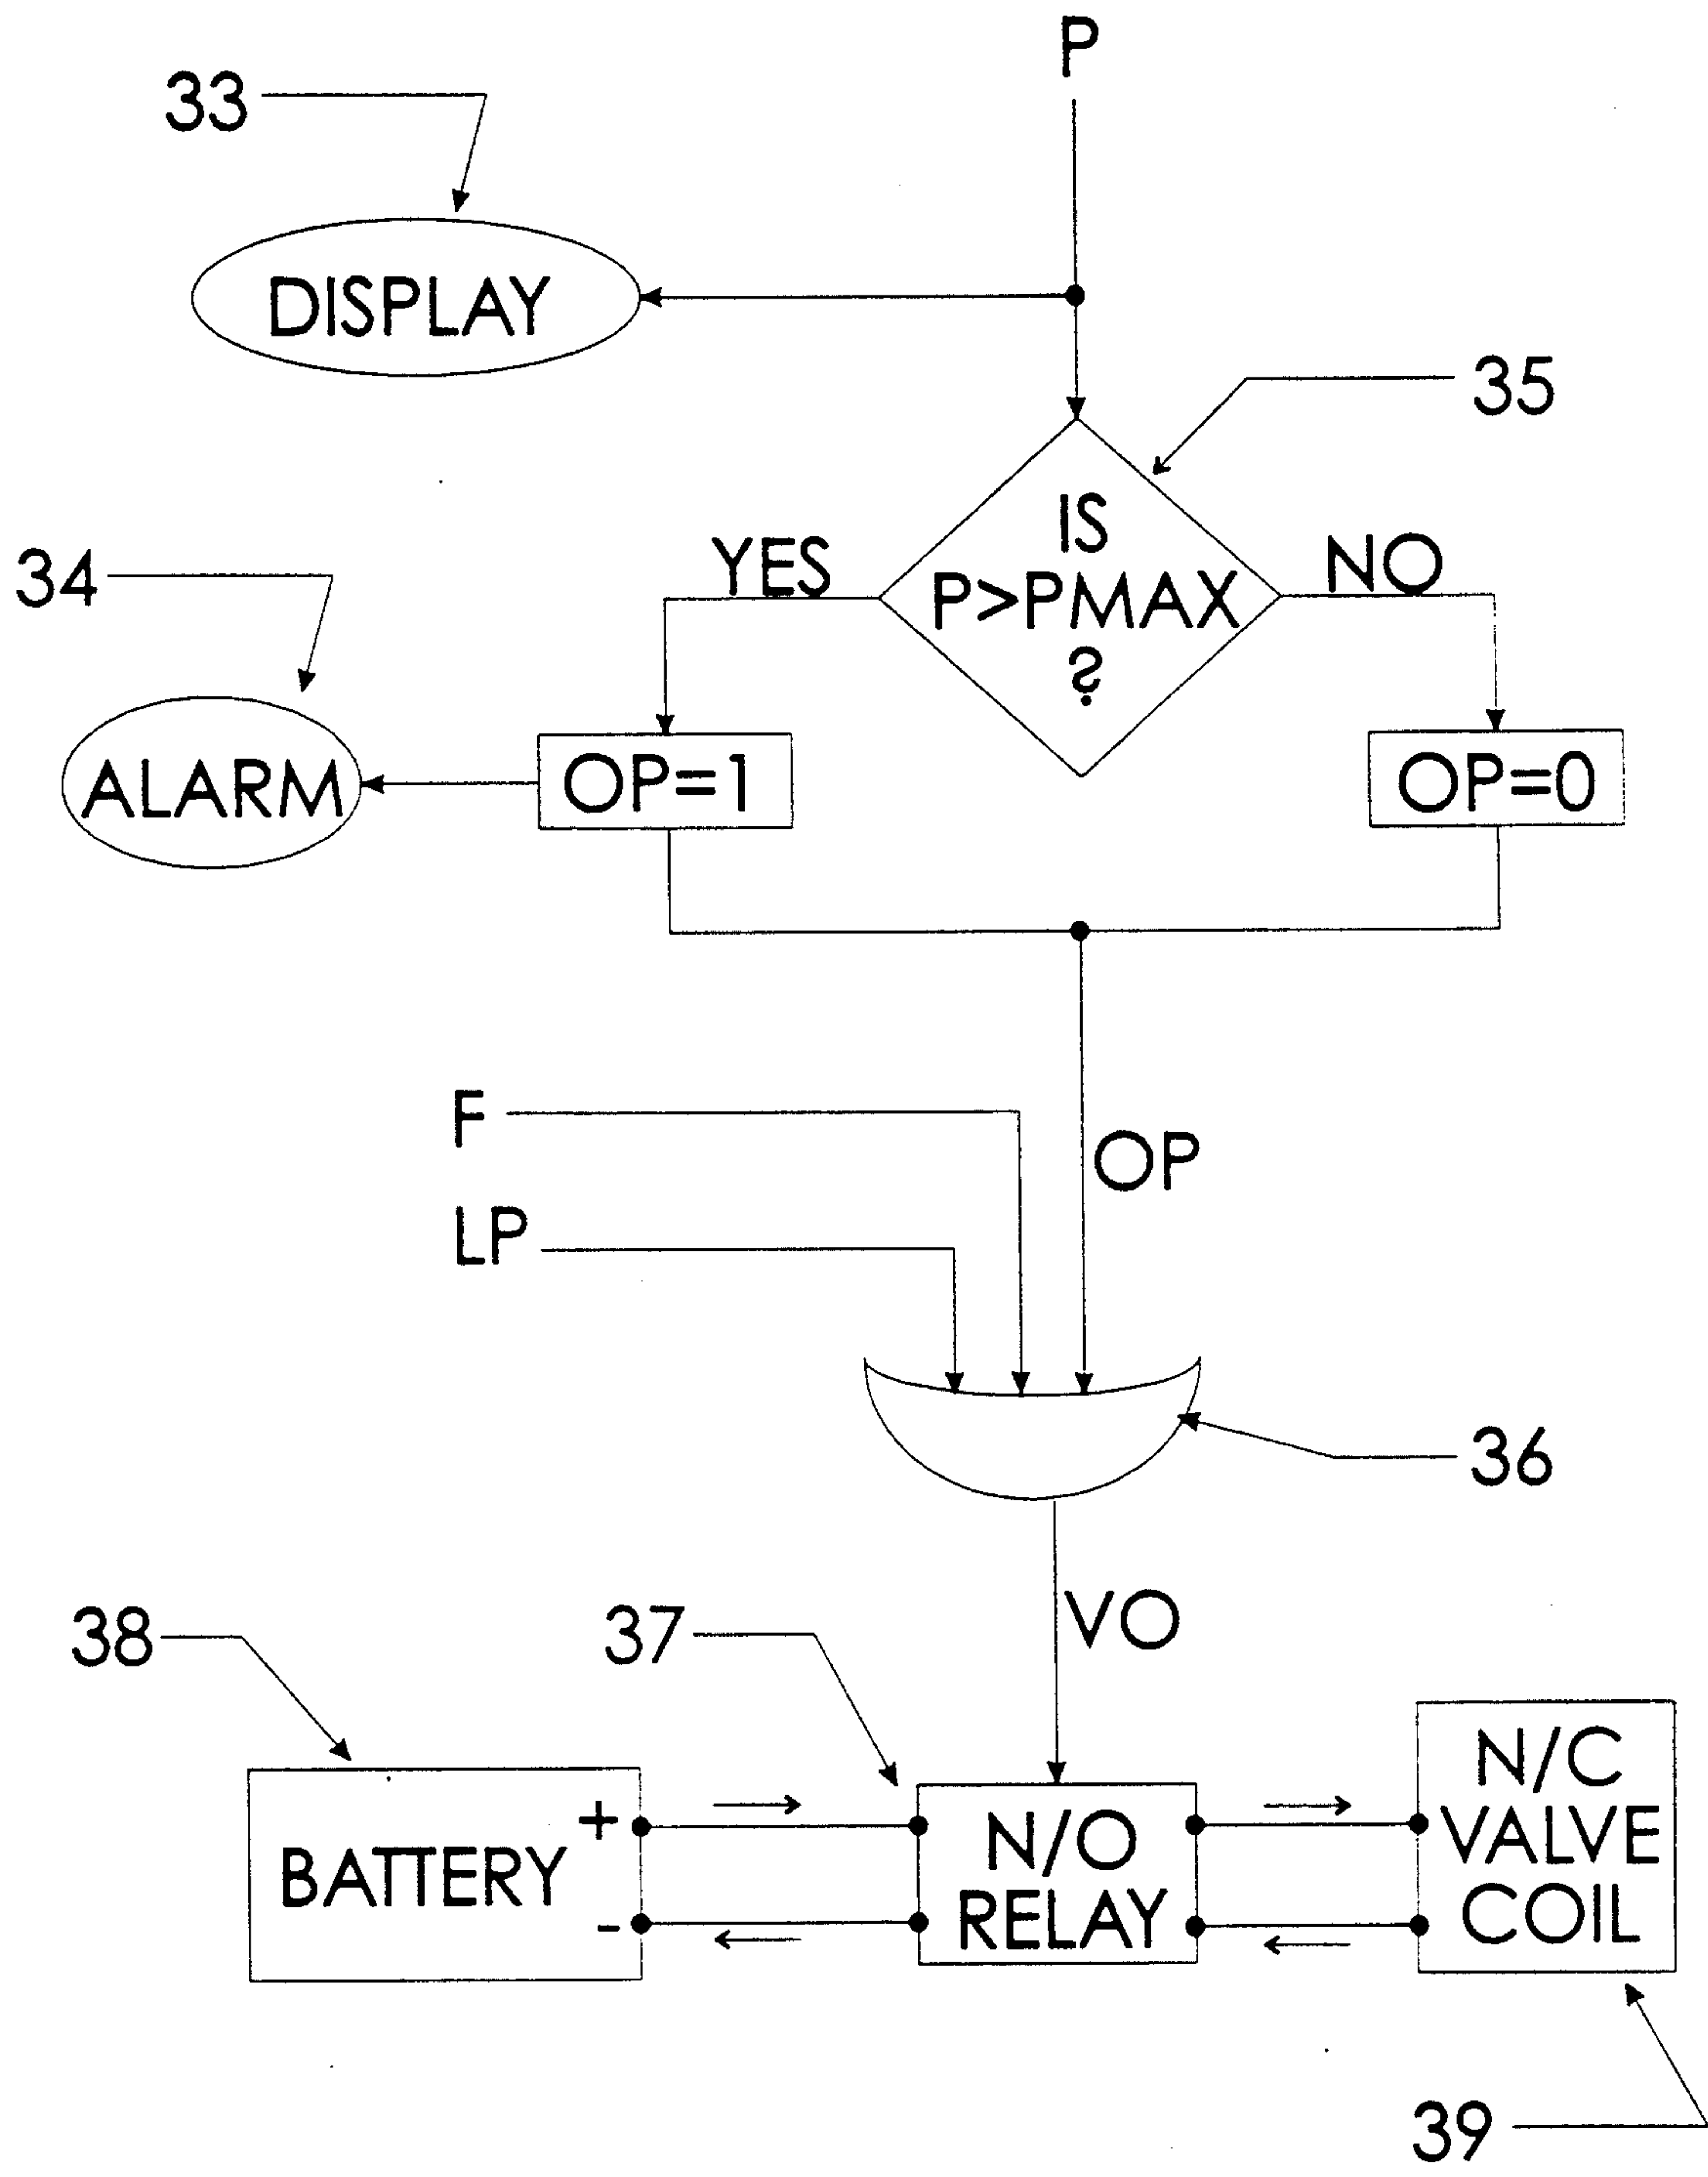 P
33
DISPLAY
35
IS
P>PMAX
?
YES
NO
34
ALARM
OP=1
OP=0
F
OP
LP
36
VO
38
37
BATTERY
+
-
N/O
RELAY
N/C
VALVE
COIL
39